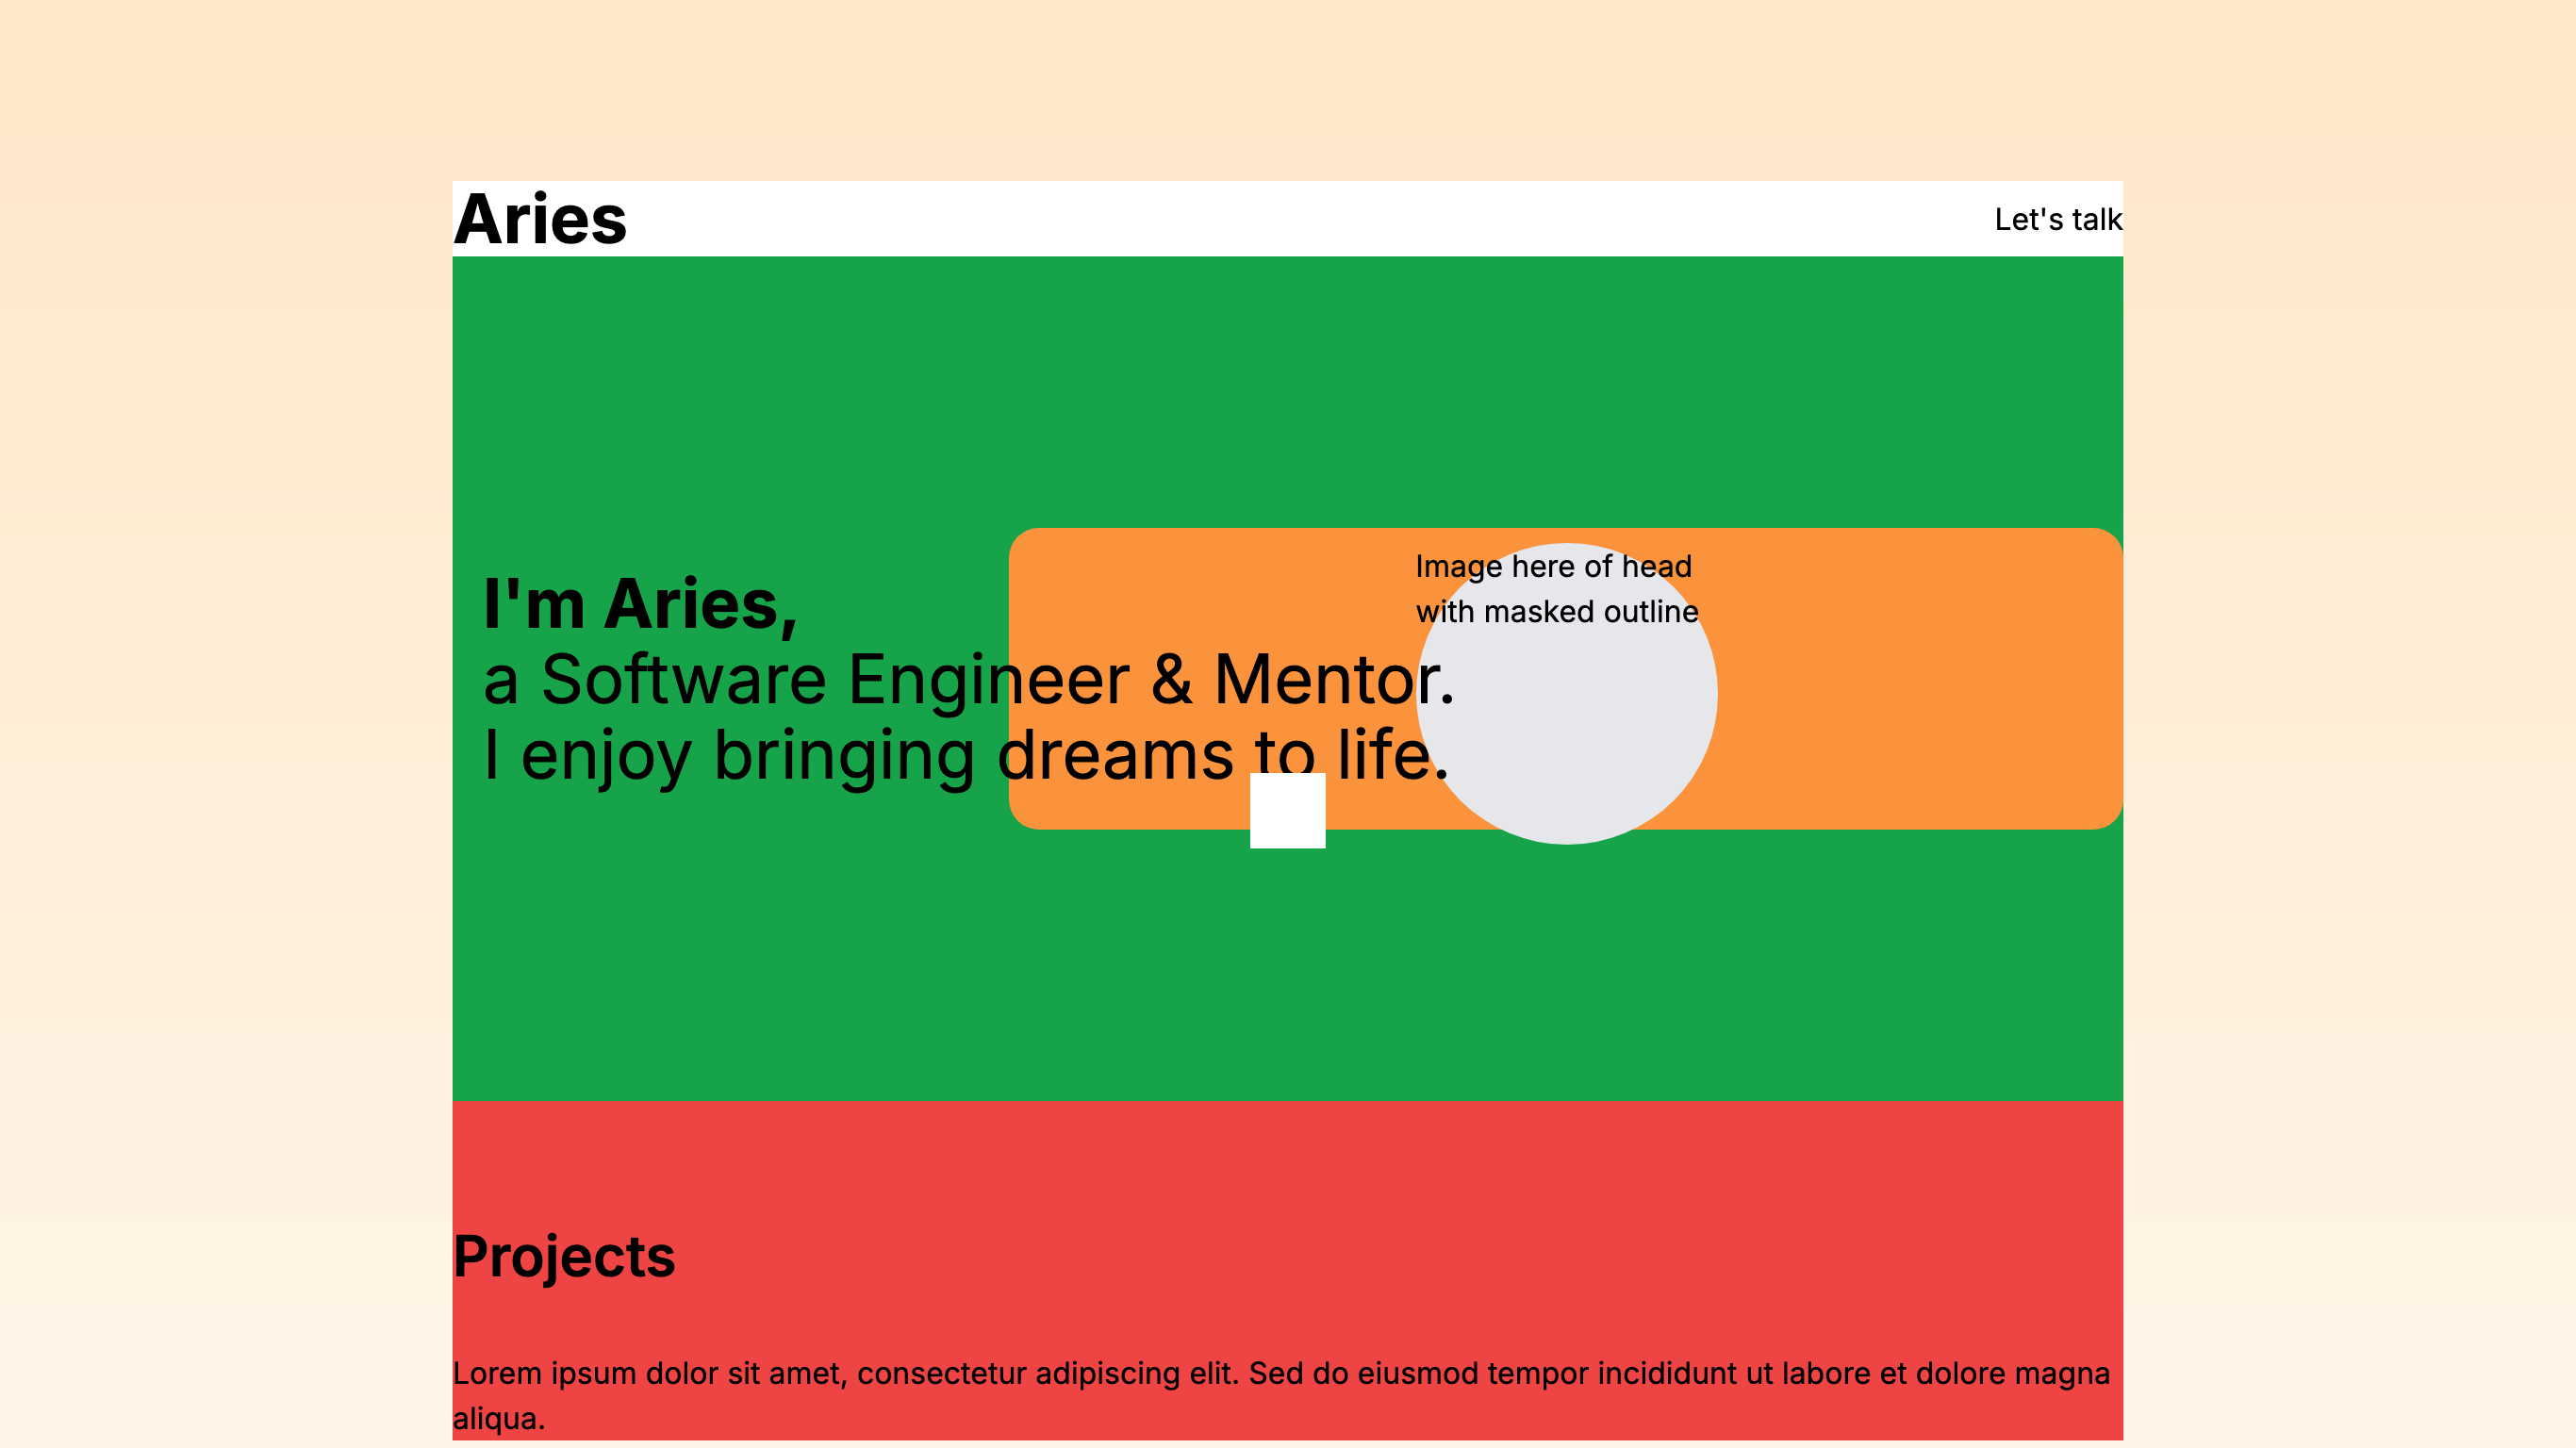 Aries
Let's talk
Image here of head
with masked outline
I'm Aries,
a Software Engineer & Mentor.
I enjoy bringing dreams to life.
Projects
Lorem ipsum dolor sit amet, consectetur adipiscing elit. Sed do eiusmod tempor incididunt ut labore et dolore magna
aliqua.